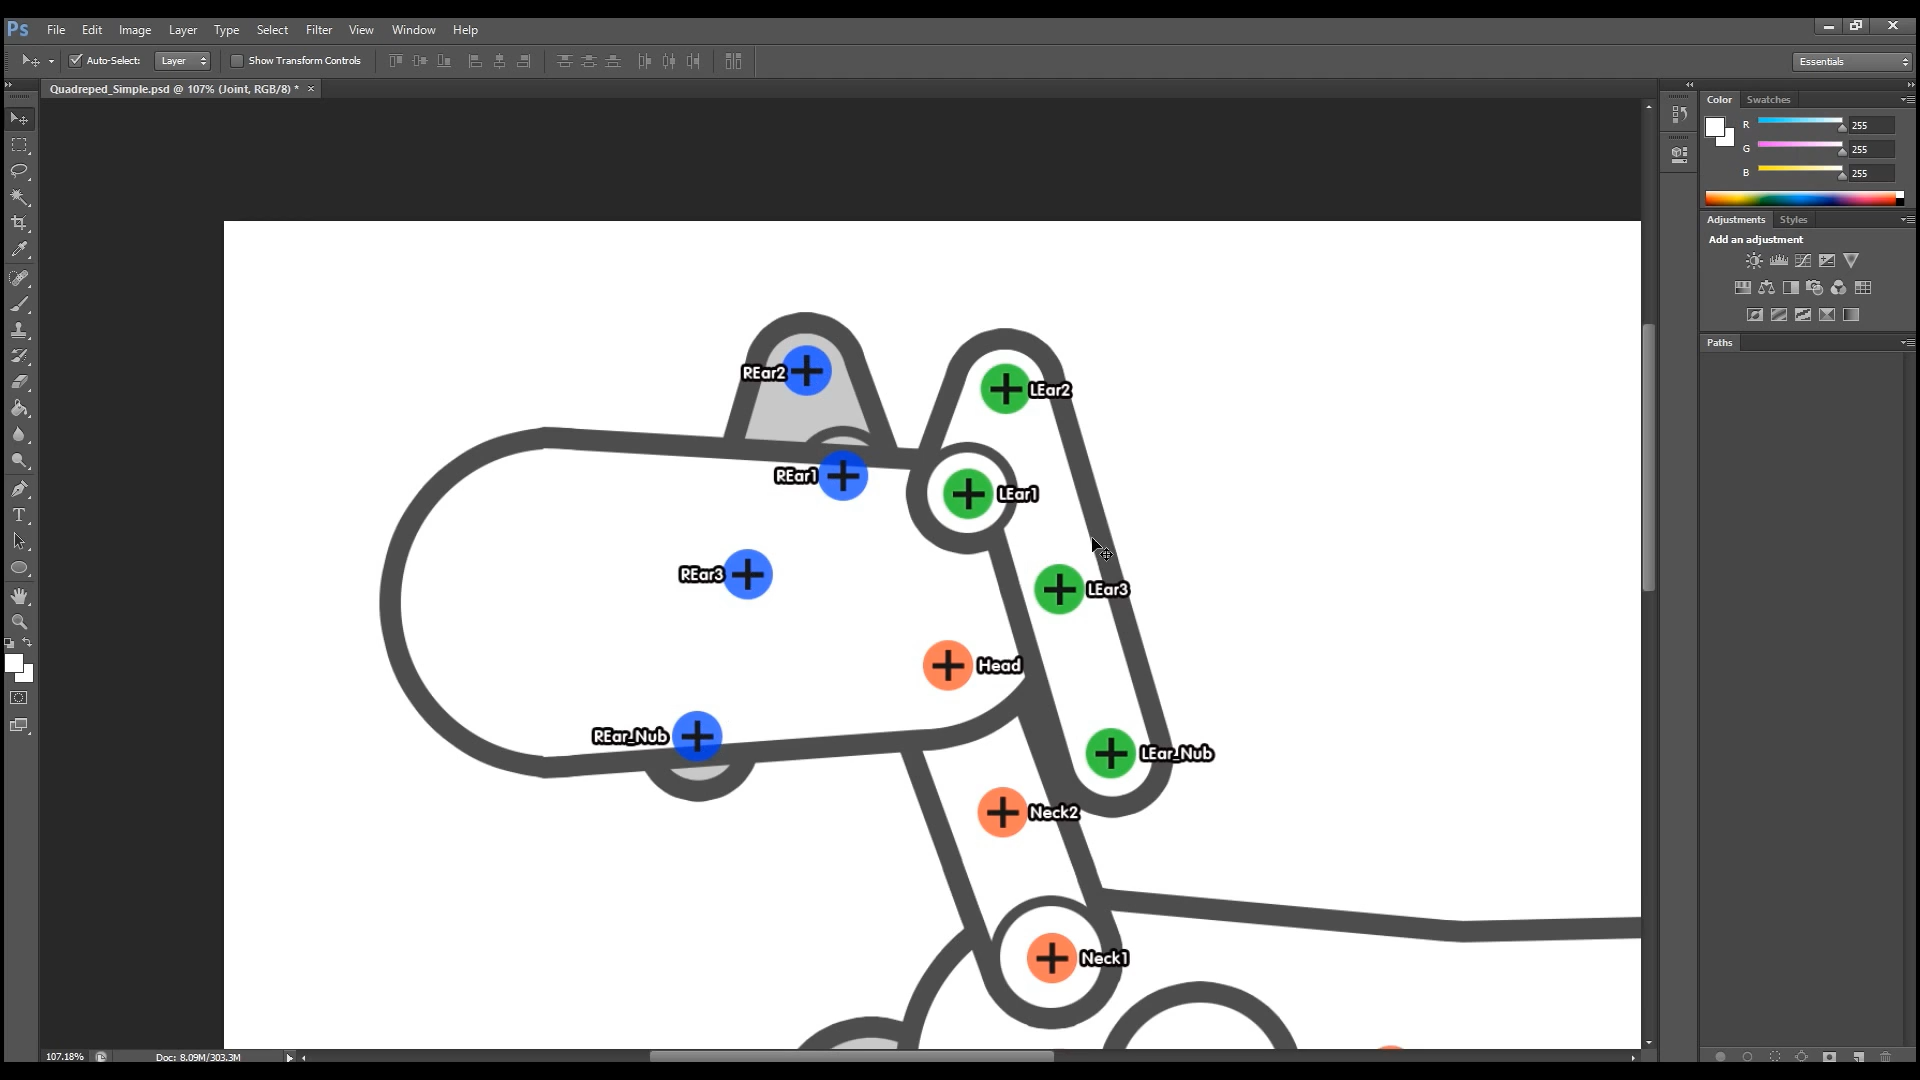 Ps File Edit Image Layer Type Select Filter View Window Help
Auto-Select: Layer Show Transform Controls Essentials
Quadreped_Simple.psd @ 107% (Joint, RGB/8) * ×
Color Swatches
R 255
G 255
B 255
Adjustments Styles
Add an adjustment
Paths
REar2
LEar2
REar1
LEar1
REar3
LEar3
Head
REar_Nub
LEar_Nub
Neck2
Neck1
107.18% Doc: 8.09M/303.3M